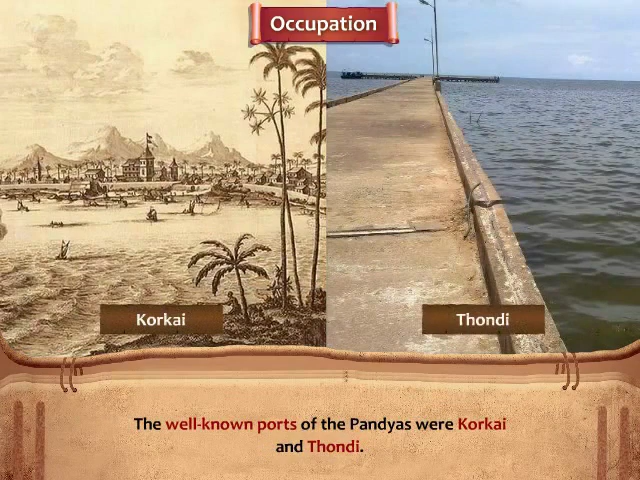 Occupation
Korkai
Thondi
The well-known ports of the Pandyas were Korkai
and Thondi.